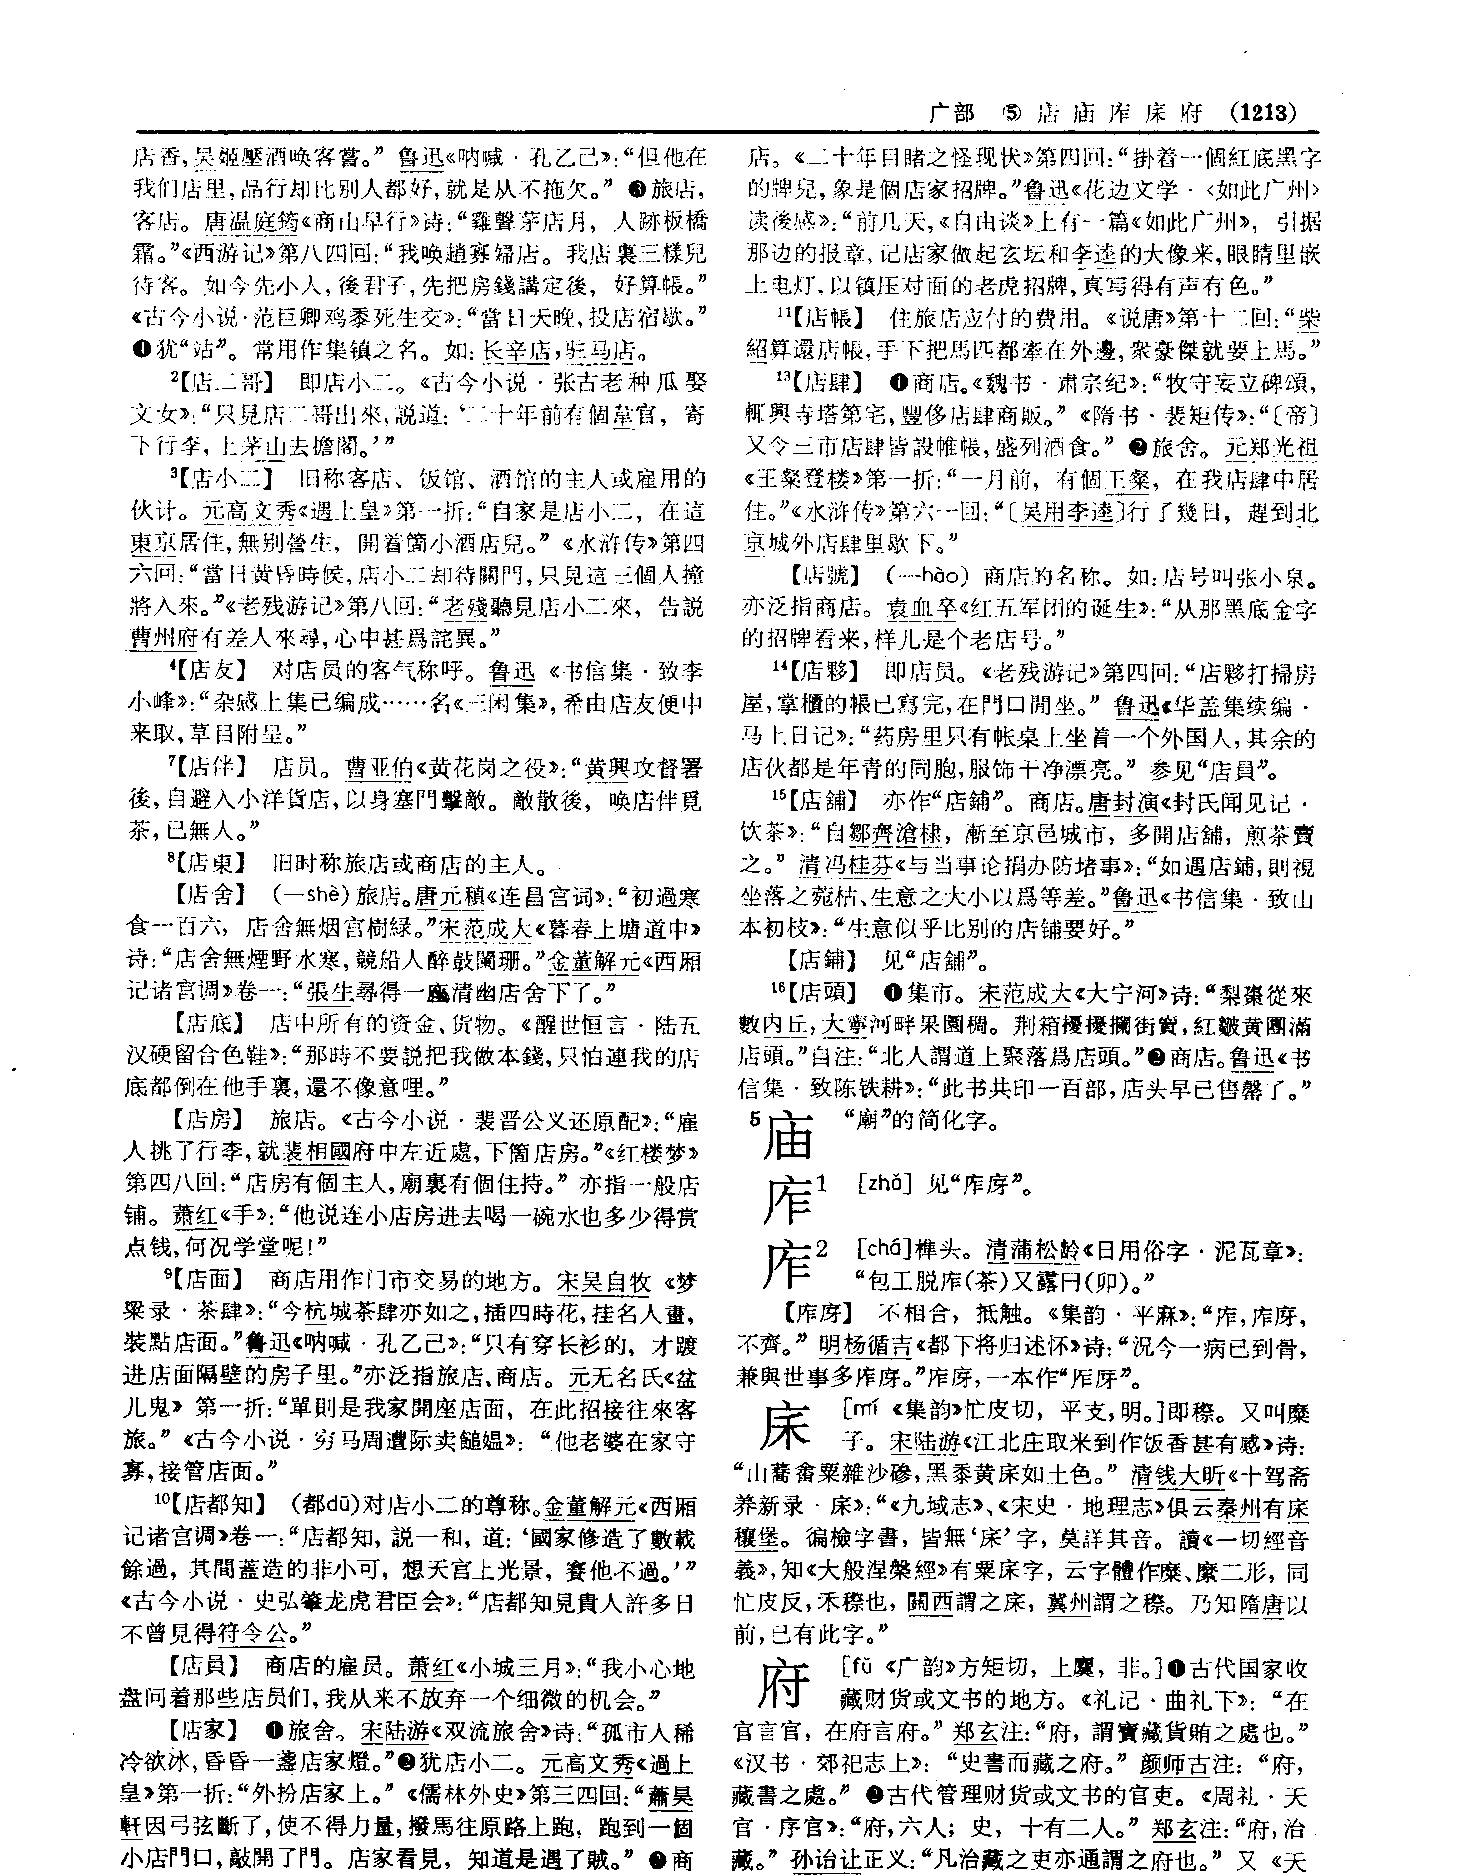 广部 ⑤ 店庙庌床府 (1213)
店香,吴姬壓酒唤客嘗。”鲁迅《呐喊·孔乙己》:“但他在
我们店里,品行却比别人都好,就是从不拖欠。”❸旅店,
客店。唐温庭筠《商山早行》诗:“雞聲茅店月,人跡板橋
霜。”《西游记》第八四回:“我唤趙寡婦店。我店裏三樣兒
待客。如今先小人,後君子,先把房錢講定後,好算帳。”
《古今小说·范巨卿鸡黍死生交》:“當日天晚,投店宿歇。”
❹犹“站”。常用作集镇之名。如:长辛店,驻马店。
2【店二哥】 即店小二。《古今小说·张古老种瓜娶
文女》:“只見店二哥出來,説道:‘二十年前有個韋官,寄
下行李,上茅山去擔閣。’”
3【店小二】 旧称客店、饭馆、酒馆的主人或雇用的
伙计。元高文秀《遇上皇》第一折:“自家是店小二,在這
東京居住,無别營生,開着箇小酒店兒。”《水浒传》第四
六回:“當日黄昏時候,店小二却待關門,只見這三個人撞
將入來。”《老残游记》第八回:“老殘聽見店小二來,告説
曹州府有差人來尋,心中甚爲詫異。”
4【店友】 对店员的客气称呼。鲁迅《书信集·致李
小峰》:“杂感上集已编成……名《三闲集》,希由店友便中
来取,草目附呈。”
7【店伴】 店员。曹亚伯《黄花岗之役》:“黄興攻督署
後,自避入小洋貨店,以身塞門擊敵。敵散後,唤店伴覓
茶,已無人。”
8【店東】 旧时称旅店或商店的主人。
【店舍】 (—shè)旅店。唐元稹《连昌宫词》:“初過寒
食一百六,店舍無烟宫樹緑。”宋范成大《暮春上塘道中》
诗:“店舍無煙野水寒,競船人醉鼓闌珊。”金董解元《西厢
记诸宫调》卷一:“張生尋得一座清幽店舍下了。”
【店底】 店中所有的资金、货物。《醒世恒言·陆五
汉硬留合色鞋》:“那時不要説把我做本錢,只怕連我的店
底都倒在他手裏,還不像意哩。”
【店房】 旅店。《古今小说·裴晋公义还原配》:“雇
人挑了行李,就裴相國府中左近處,下箇店房。”《红楼梦》
第四八回:“店房有個主人,廟裏有個住持。”亦指一般店
铺。萧红《手》:“他说连小店房进去喝一碗水也多少得赏
点钱,何况学堂呢!”
9【店面】 商店用作门市交易的地方。宋吴自牧《梦
粱录·茶肆》:“今杭城茶肆亦如之,插四時花,挂名人畫,
裝點店面。”鲁迅《呐喊·孔乙己》:“只有穿长衫的,才踱
进店面隔壁的房子里。”亦泛指旅店、商店。元无名氏《盆
儿鬼》第一折:“單則是我家開座店面,在此招接往來客
旅。”《古今小说·穷马周遭际卖䭔媪》:“他老婆在家守
寡,接管店面。”
10【店都知】 (都dū)对店小二的尊称。金董解元《西厢
记诸宫调》卷一:“店都知,説一和,道:‘國家修造了數載
餘過,其間蓋造的非小可,想天宫上光景,賽他不過。’”
《古今小说·史弘肇龙虎君臣会》:“店都知見貴人許多日
不曾見得符令公。”
【店員】 商店的雇员。萧红《小城三月》:“我小心地
盘问着那些店员们,我从来不放弃一个细微的机会。”
【店家】 ❶旅舍。宋陆游《双流旅舍》诗:“孤市人稀
冷欲冰,昏昏一盞店家燈。”❷犹店小二。元高文秀《遇上
皇》第一折:“外扮店家上。”《儒林外史》第三四回:“蕭昊
軒因弓弦斷了,使不得力量,撥馬往原路上跑,跑到一個
小店門口,敲開了門。店家看見,知道是遇了賊。”❸商
店。《二十年目睹之怪现状》第四回:“掛着一個紅底黑字
的牌兒,象是個店家招牌。”鲁迅《花边文学·〈如此广州〉
读後感》:“前几天,《自由谈》上有一篇《如此广州》,引据
那边的报章,记店家做起玄坛和李逵的大像来,眼睛里嵌
上电灯,以镇压对面的老虎招牌,真写得有声有色。”
11【店帳】 住旅店应付的费用。《说唐》第十二回:“柴
紹算還店帳,手下把馬匹都牽在外邊,衆豪傑就要上馬。”
13【店肆】 ❶商店。《魏书·肃宗纪》:“牧守妄立碑頌,
輒興寺塔第宅,豐侈店肆商販。”《隋书·裴矩传》:“〔帝〕
又令三市店肆皆設帷帳,盛列酒食。”❷旅舍。元郑光祖
《王粲登楼》第一折:“一月前,有個王粲,在我店肆中居
住。”《水浒传》第六一回:“〔吴用李逵〕行了幾日,趕到北
京城外店肆里歇下。”
【店號】 (—hào)商店的名称。如:店号叫张小泉。
亦泛指商店。袁血卒《红五军团的诞生》:“从那黑底金字
的招牌看来,样儿是个老店号。”
14【店夥】 即店员。《老残游记》第四回:“店夥打掃房
屋,掌櫃的帳已寫完,在門口閒坐。”鲁迅《华盖集续编·
马上日记》:“药房里只有帐桌上坐着一个外国人,其余的
店伙都是年青的同胞,服饰干净漂亮。”参见“店員”。
15【店舖】 亦作“店鋪”。商店。唐封演《封氏闻见记·
饮茶》:“自鄒齊滄棣,漸至京邑城市,多開店舖,煎茶賣
之。”清冯桂芬《与当事论捐办防堵事》:“如遇店鋪,則視
坐落之菀枯、生意之大小以爲等差。”鲁迅《书信集·致山
本初枝》:“生意似乎比别的店铺要好。”
【店鋪】 见“店舖”。
16【店頭】 ❶集市。宋范成大《大宁河》诗:“梨棗從來
數内丘,大寧河畔果園稠。荆箱擾擾攔街賣,紅皺黄團滿
店頭。”自注:“北人謂道上聚落爲店頭。”❷商店。鲁迅《书
信集·致陈铁耕》:“此书共印一百部,店头早已售罄了。”
5庙 “廟”的简化字。
庌1 [zhǎ] 见“庌庌”。
2 [chá]榫头。清蒲松龄《日用俗字·泥瓦章》:
“包工脱(茶)又露(卯)。”
不相合,抵触。《集韵·平麻》:
不齊。”明杨循吉《都下将归述怀》诗:“况今一病已到骨,
兼與世事多
[mí 《集韵》忙皮切,平支,明。]即穄。又叫糜
子。宋陆游《江北庄取米到作饭香甚有感》诗:
“山蕎畬粟雜沙磣,黑黍黄床如土色。”清钱大昕《十驾斋
养新录·床》:“《九域志》、《宋史·地理志》俱云秦州有床
穰堡。徧檢字書,皆無‘床’字,莫詳其音。讀《一切經音
義》,知《大般涅槃經》有粟床字,云字體作䊳、糜二形,同
忙皮反,禾穄也,關西謂之床,冀州謂之穄。乃知隋唐以
前,已有此字。”
府 [fǔ 《广韵》方矩切,上麌,非。]❶古代国家收
藏财货或文书的地方。《礼记·曲礼下》:“在
官言官,在府言府。”郑玄注:“府,謂寶藏貨賄之處也。”
《汉书·郊祀志上》:“史書而藏之府。”颜师古注:“府,
藏書之處。”❷古代管理财货或文书的官吏。《周礼·天
官·序官》:“府,六人;史,十有二人。”郑玄注:“府,治
藏。”孙诒让正义:“凡治藏之吏亦通謂之府也。”又《天